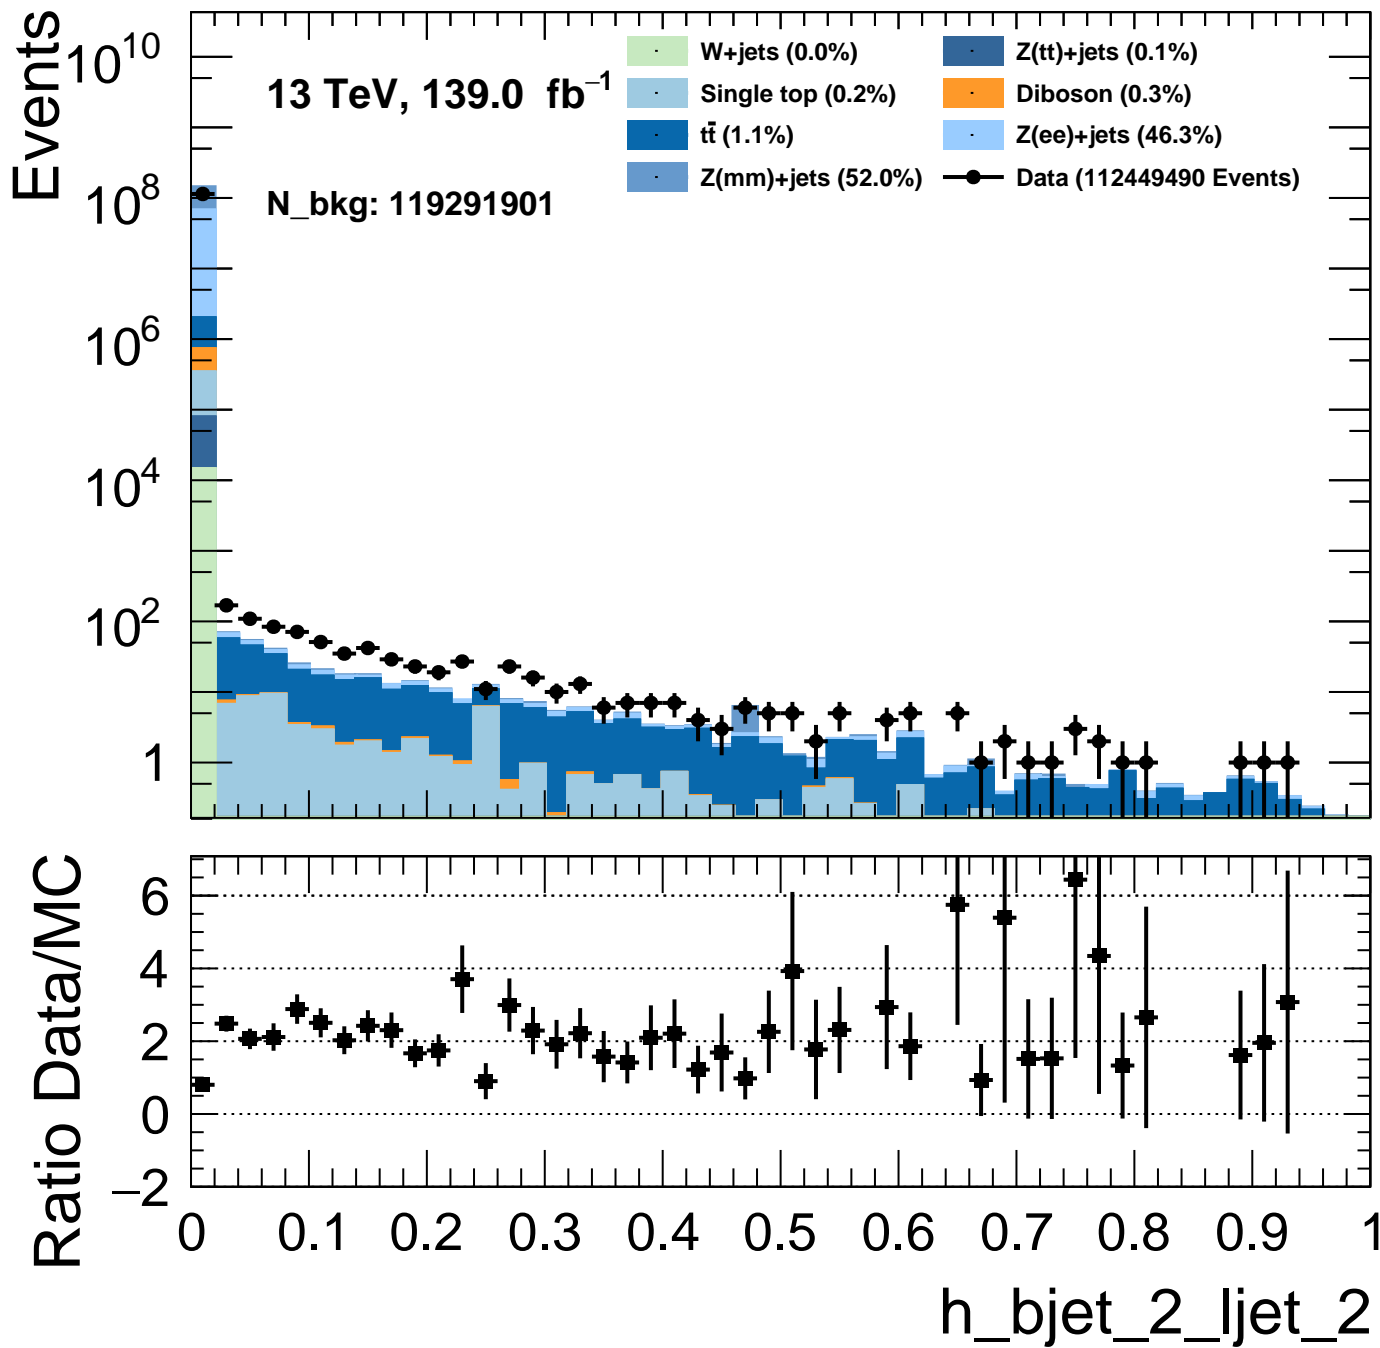 Events
10^10
10^8
10^6
10^4
10^2
1
13 TeV, 139.0 fb^−1
N_bkg: 119291901
W+jets (0.0%)
Single top (0.2%)
tt̄ (1.1%)
Z(mm)+jets (52.0%)
Z(tt)+jets (0.1%)
Diboson (0.3%)
Z(ee)+jets (46.3%)
Data (112449490 Events)
Ratio Data/MC
6
4
2
0
−2
0 0.1 0.2 0.3 0.4 0.5 0.6 0.7 0.8 0.9 1
h_bjet_2_ljet_2